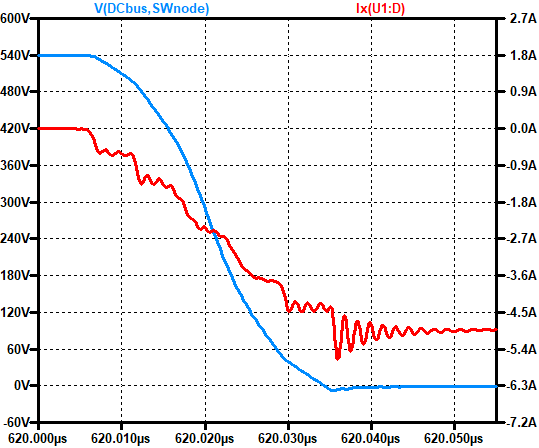 V(DCbus,SWnode) Ix(U1:D)
600V 2.7A
540V 1.8A
480V 0.9A
420V 0.0A
360V -0.9A
300V -1.8A
240V -2.7A
180V -3.6A
120V -4.5A
60V -5.4A
0V -6.3A
-60V -7.2A
620.000µs 620.010µs 620.020µs 620.030µs 620.040µs 620.050µs